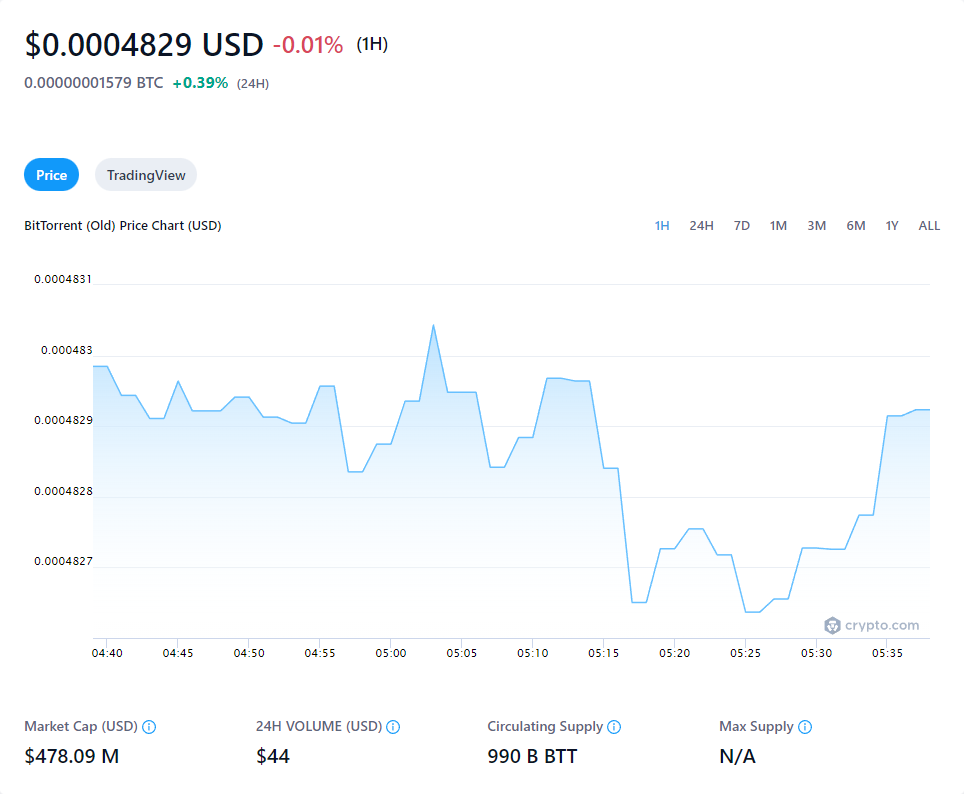 $0.0004829 USD -0.01% (1H)
0.00000001579 BTC +0.39% (24H)
Price TradingView
BitTorrent (Old) Price Chart (USD) 1H 24H 7D 1M 3M 6M 1Y ALL
0.0004831
0.000483
0.0004829
0.0004828
0.0004827
crypto.com
04:40 04:45 04:50 04:55 05:00 05:05 05:10 05:15 05:20 05:25 05:30 05:35
Market Cap (USD) 24H VOLUME (USD) Circulating Supply Max Supply
$478.09 M $44 990 B BTT N/A